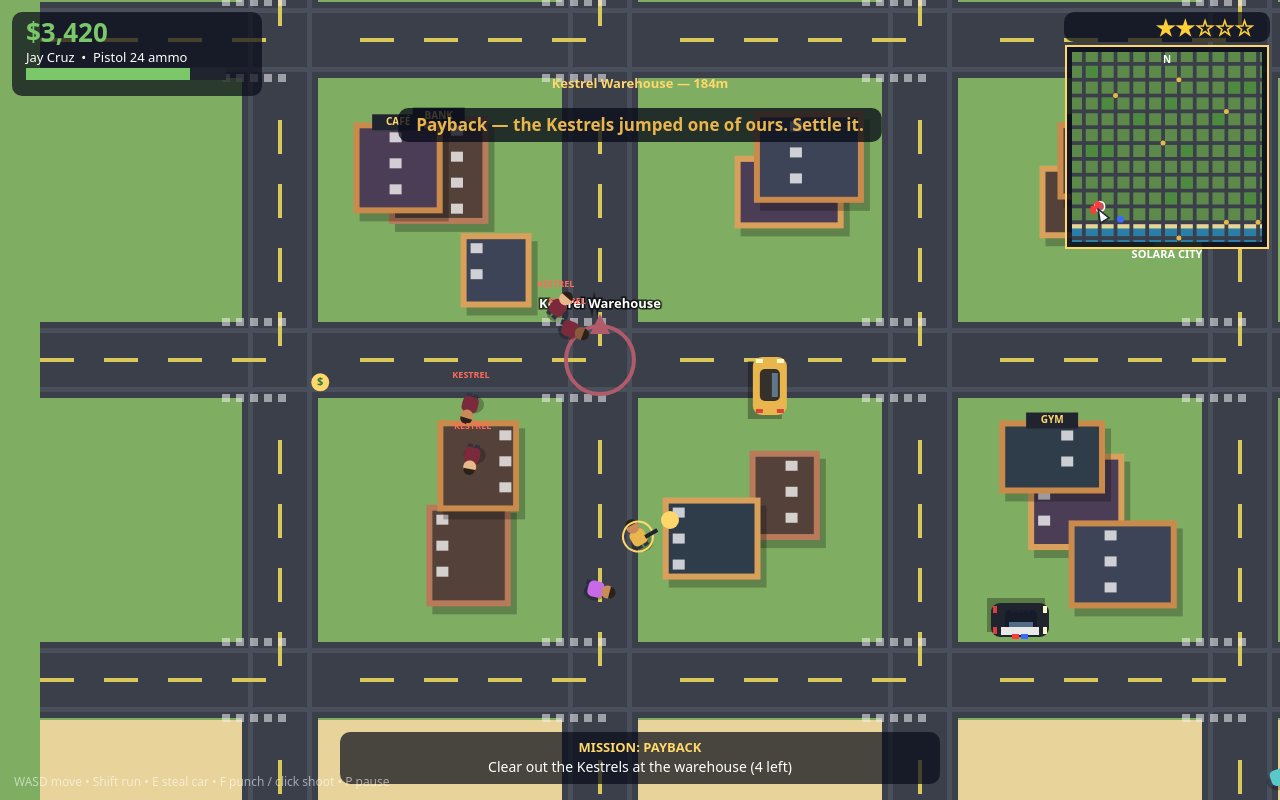 $3,420
Jay Cruz • Pistol 24 ammo
★★☆☆☆
N
SOLARA CITY
Kestrel Warehouse — 184m
Payback — the Kestrels jumped one of ours. Settle it.
CAFÉ
BANK
KESTREL
Kestrel Warehouse
$
KESTREL
KESTREL
GYM
MISSION: PAYBACK
Clear out the Kestrels at the warehouse (4 left)
WASD move • Shift run • E steal car • F punch / click shoot • P pause